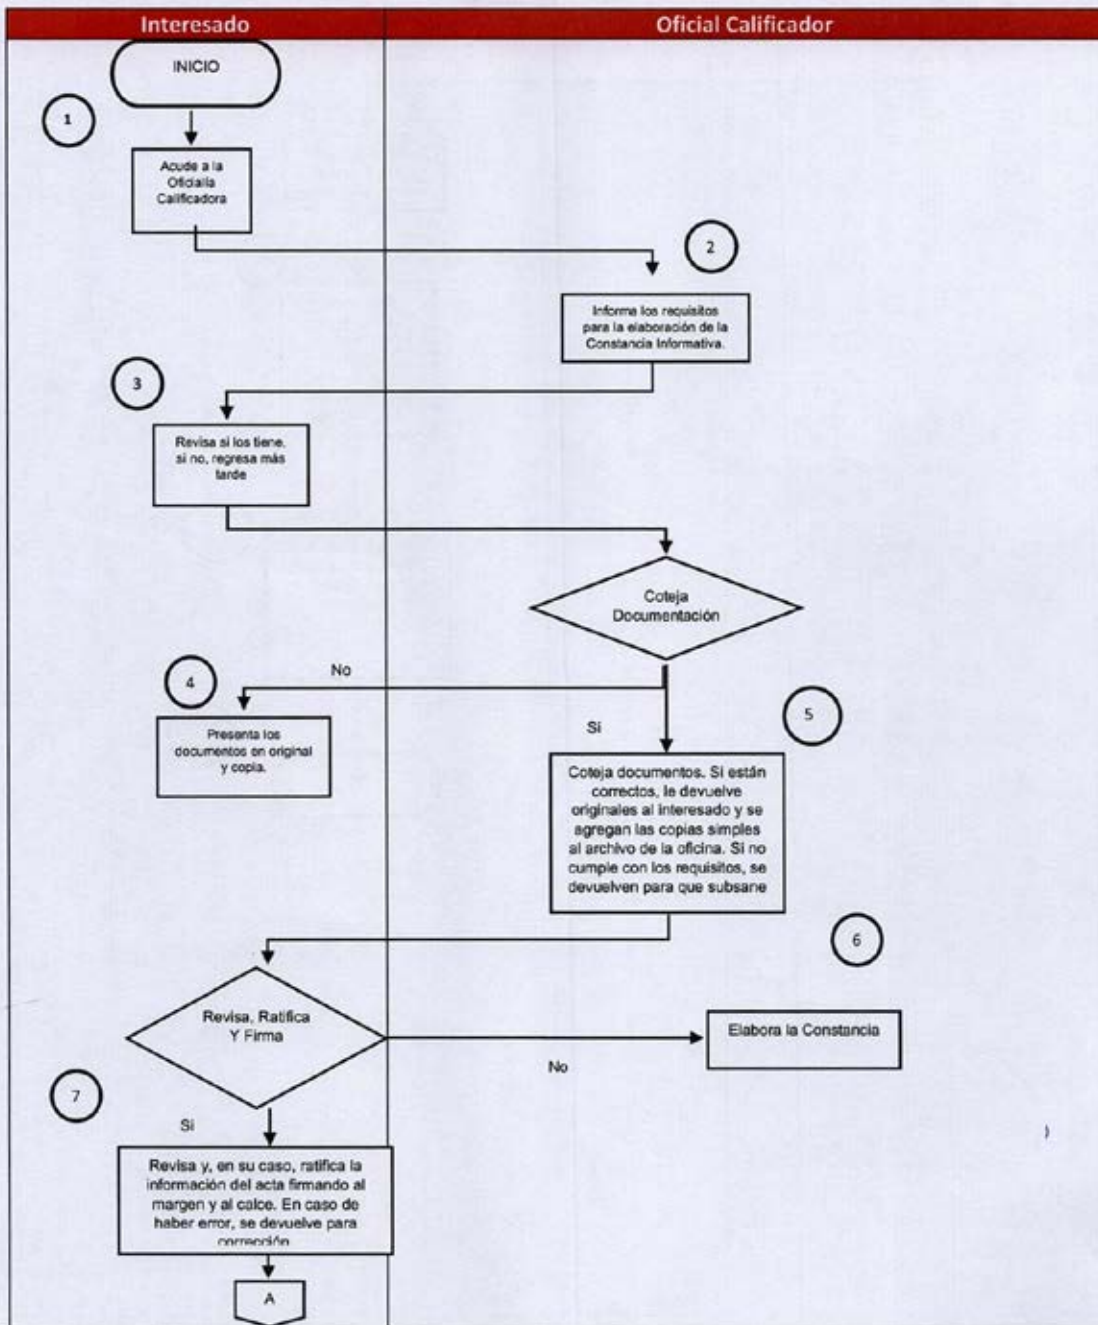 Interesado
Oficial Calificador
INICIO
1
Acude a la
Oficialía
Calificadora
2
Informa los requisitos
para la elaboración de la
Constancia Informativa.
3
Revisa si los tiene,
si no, regresa más
tarde
Coteja
Documentación
No
4
Presenta los
documentos en original
y copia.
Si
5
Coteja documentos. Si están
correctos, le devuelve
originales al interesado y se
agregan las copias simples
al archivo de la oficina. Si no
cumple con los requisitos, se
devuelven para que subsane
6
Revisa, Ratifica
Y Firma
No
Elabora la Constancia
7
Si
Revisa y, en su caso, ratifica la
información del acta firmando al
margen y al calce. En caso de
haber error, se devuelve para
corrección
A